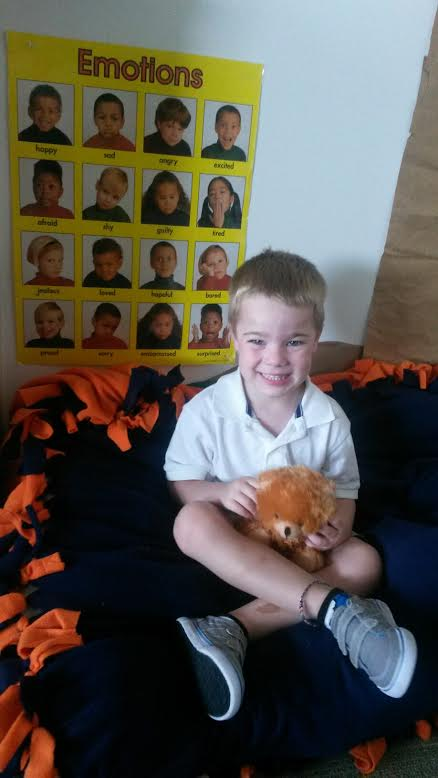 Emotions
happy sad angry excited
afraid shy guilty tired
jealous loved hopeful bored
proud sorry embarrassed surprised